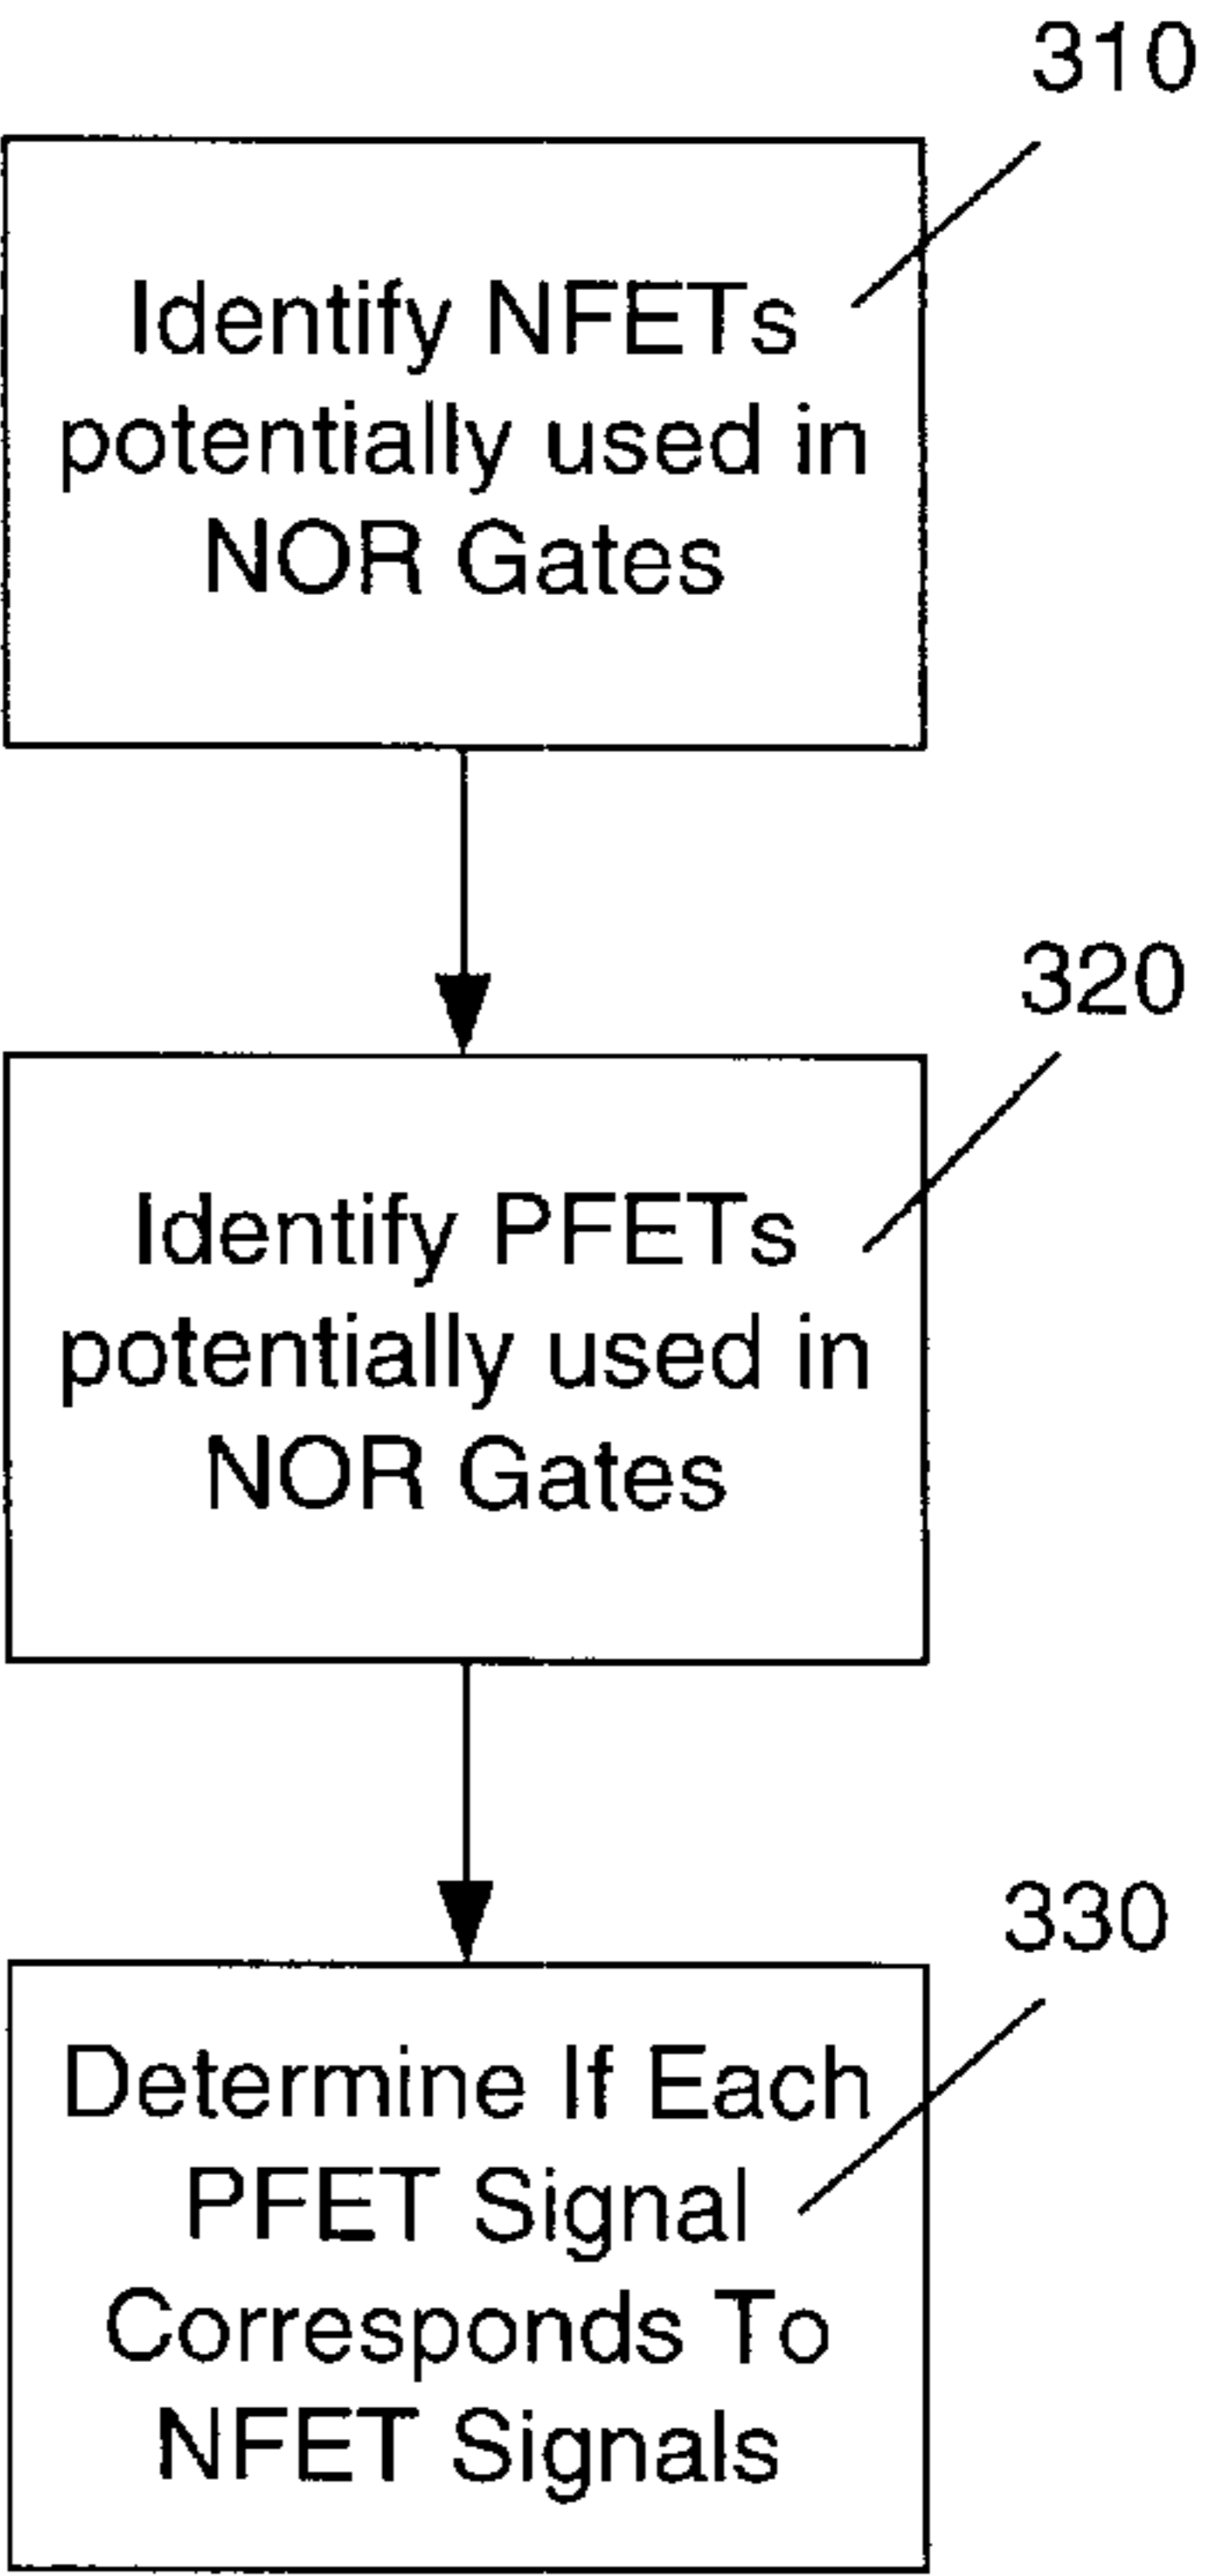 310
Identify NFETs
potentially used in
NOR Gates
320
Identify PFETs
potentially used in
NOR Gates
330
Determine If Each
PFET Signal
Corresponds To
NFET Signals